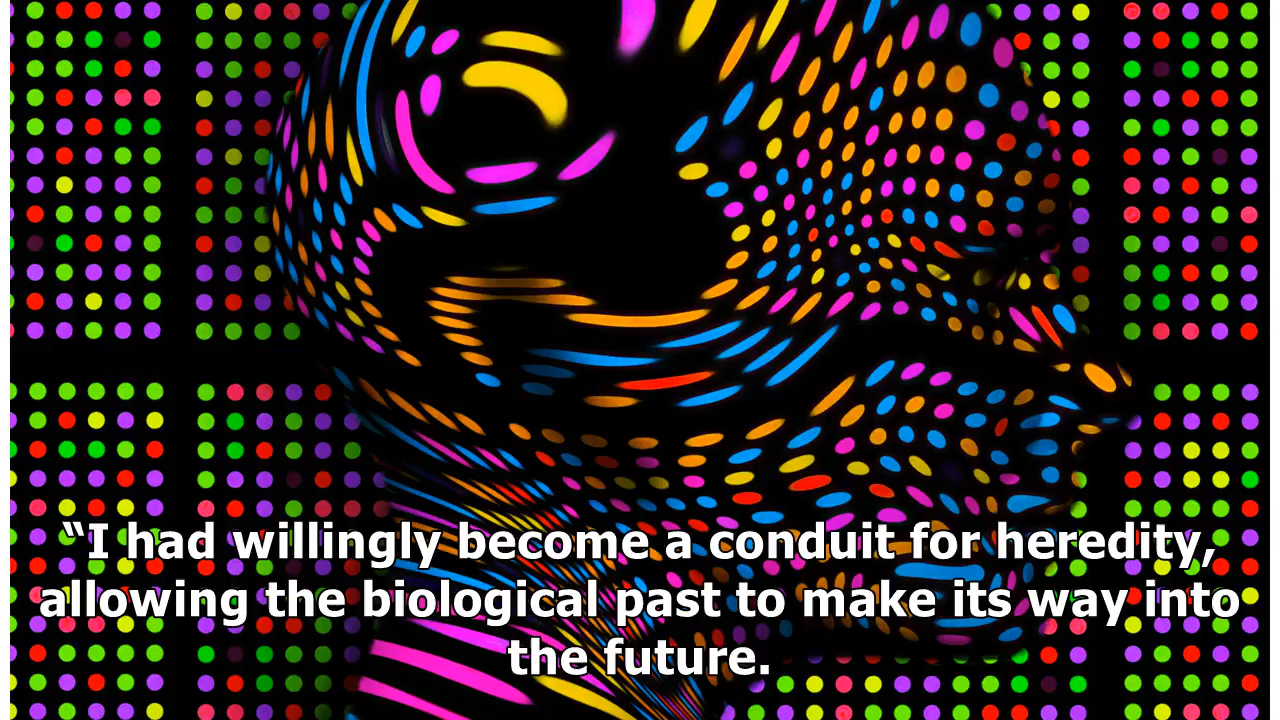 “I had willingly become a conduit for heredity,
allowing the biological past to make its way into
the future.